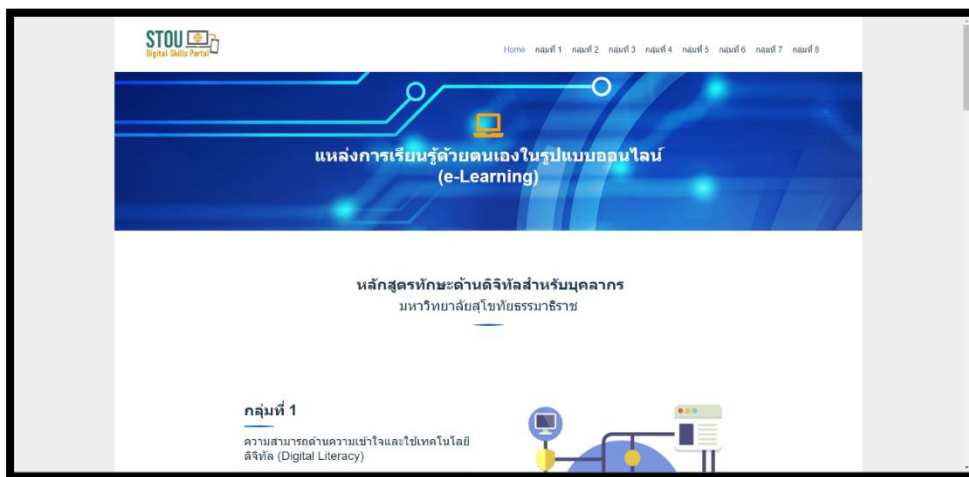 STOU
Digital Skills Portal
Home กลุ่มที่ 1 กลุ่มที่ 2 กลุ่มที่ 3 กลุ่มที่ 4 กลุ่มที่ 5 กลุ่มที่ 6 กลุ่มที่ 7 กลุ่มที่ 8
แหล่งการเรียนรู้ด้วยตนเองในรูปแบบออนไลน์
(e-Learning)
หลักสูตรทักษะด้านดิจิทัลสำหรับบุคลากร
มหาวิทยาลัยสุโขทัยธรรมาธิราช
กลุ่มที่ 1
ความสามารถด้านความเข้าใจและใช้เทคโนโลยี
ดิจิทัล (Digital Literacy)